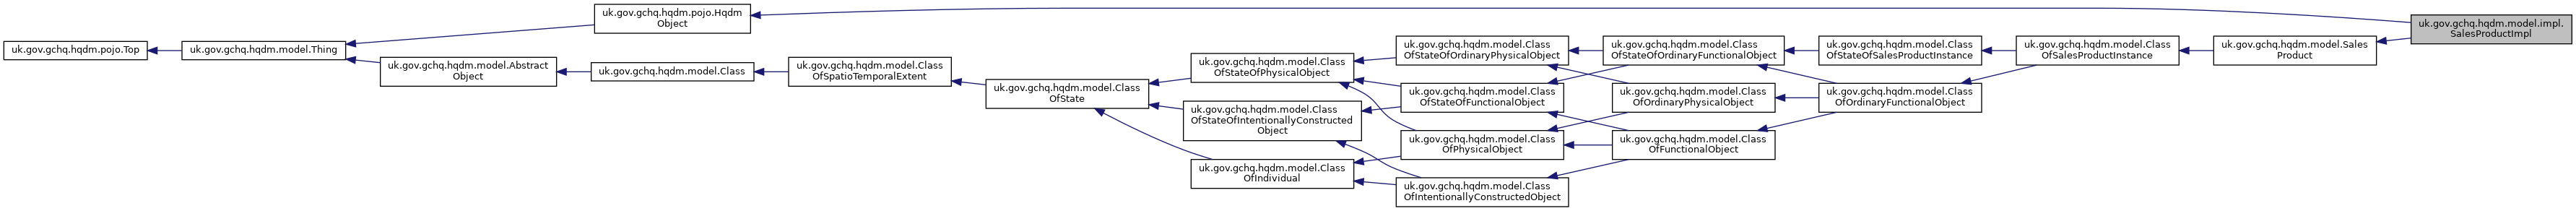 uk.gov.gchq.hqdm.pojo.Top
uk.gov.gchq.hqdm.model.Thing
uk.gov.gchq.hqdm.pojo.Hqdm
Object
uk.gov.gchq.hqdm.model.Abstract
Object
uk.gov.gchq.hqdm.model.Class
uk.gov.gchq.hqdm.model.Class
OfSpatioTemporalExtent
uk.gov.gchq.hqdm.model.Class
OfState
uk.gov.gchq.hqdm.model.Class
OfStateOfPhysicalObject
uk.gov.gchq.hqdm.model.Class
OfStateOfIntentionallyConstructed
Object
uk.gov.gchq.hqdm.model.Class
OfIndividual
uk.gov.gchq.hqdm.model.Class
OfStateOfOrdinaryPhysicalObject
uk.gov.gchq.hqdm.model.Class
OfStateOfFunctionalObject
uk.gov.gchq.hqdm.model.Class
OfPhysicalObject
uk.gov.gchq.hqdm.model.Class
OfIntentionallyConstructedObject
uk.gov.gchq.hqdm.model.Class
OfStateOfOrdinaryFunctionalObject
uk.gov.gchq.hqdm.model.Class
OfOrdinaryPhysicalObject
uk.gov.gchq.hqdm.model.Class
OfFunctionalObject
uk.gov.gchq.hqdm.model.Class
OfStateOfSalesProductInstance
uk.gov.gchq.hqdm.model.Class
OfOrdinaryFunctionalObject
uk.gov.gchq.hqdm.model.Class
OfSalesProductInstance
uk.gov.gchq.hqdm.model.Sales
Product
uk.gov.gchq.hqdm.model.impl.
SalesProductImpl